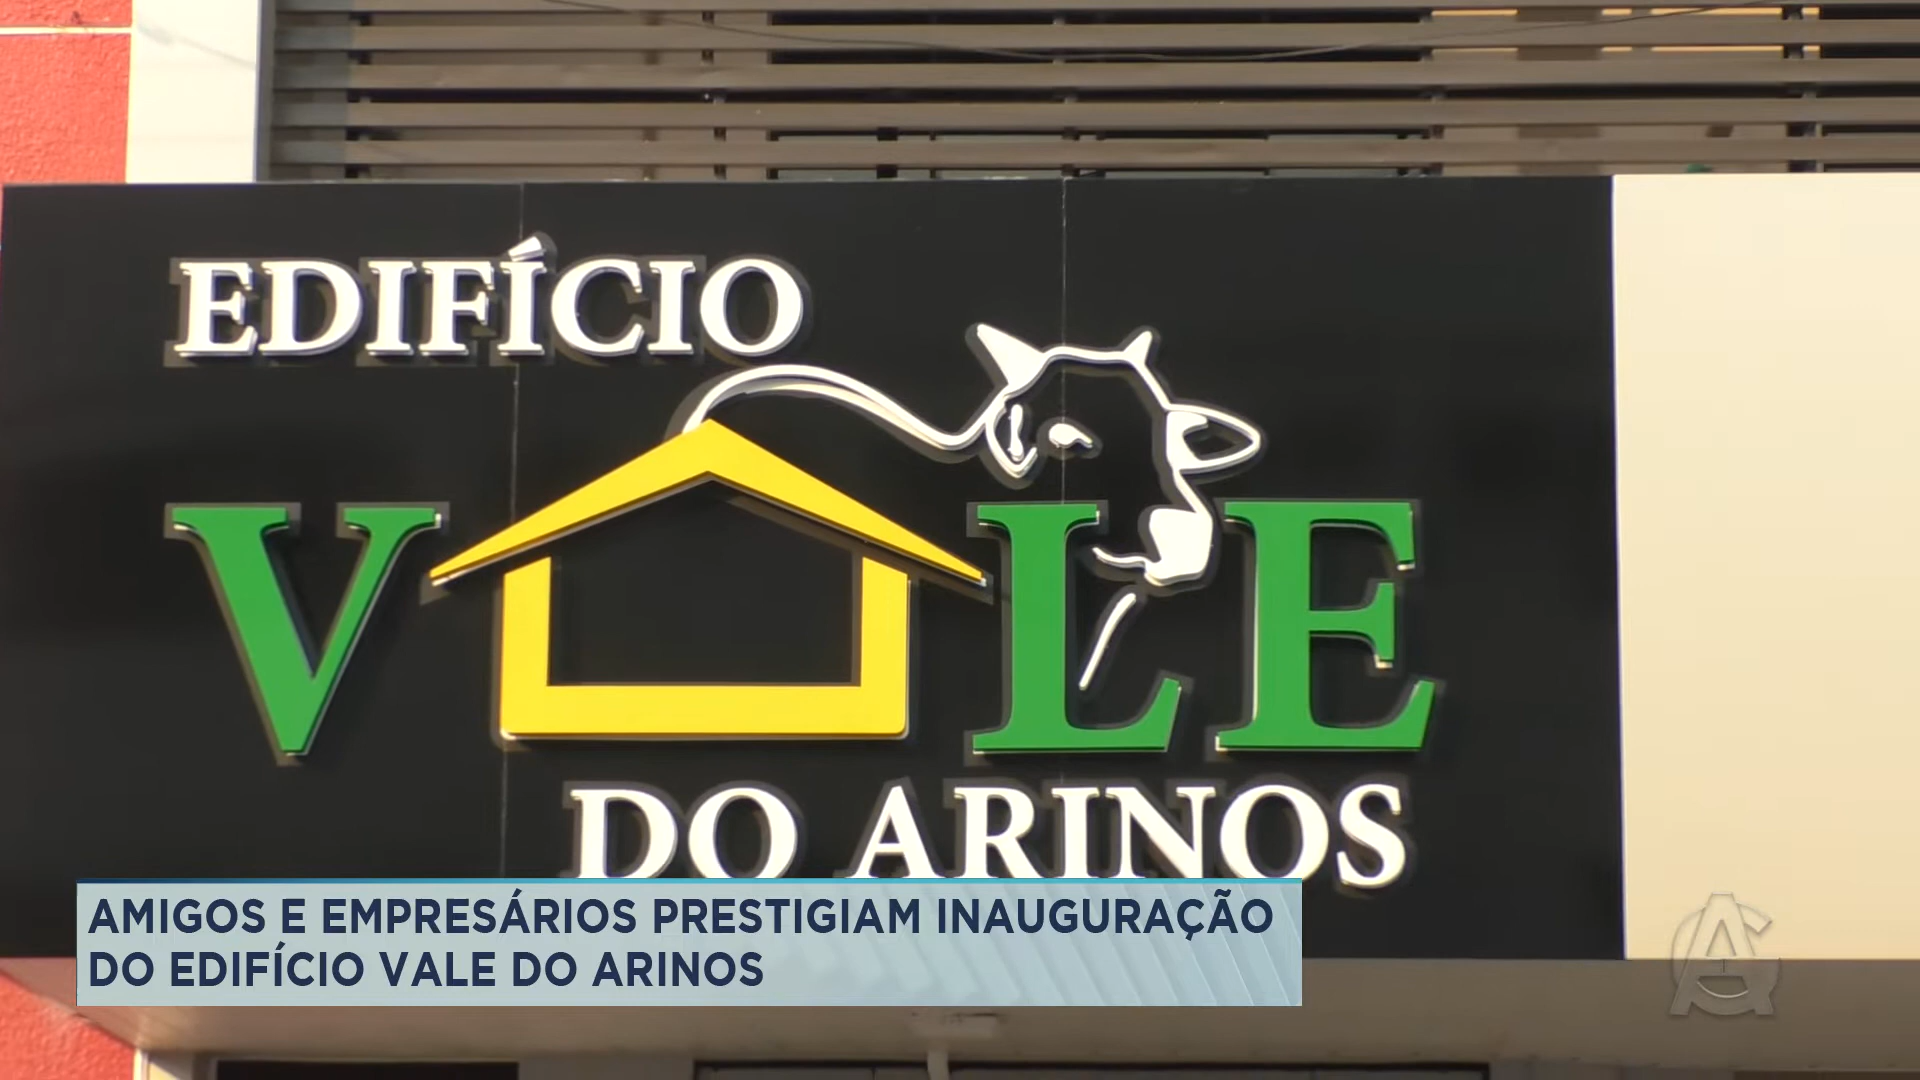 EDIFÍCIO
VALE
DO ARINOS
AMIGOS E EMPRESÁRIOS PRESTIGIAM INAUGURAÇÃO
DO EDIFÍCIO VALE DO ARINOS